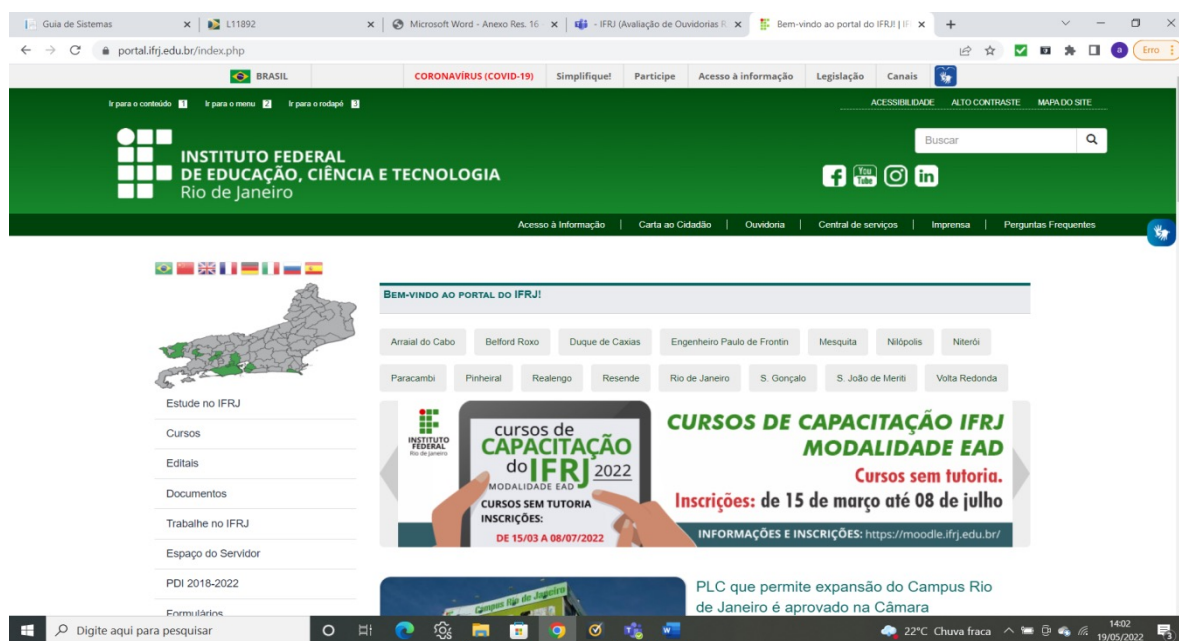 Guia de Sistemas
L11892
Microsoft Word - Anexo Res. 16
- IFRJ (Avaliação de Ouvidorias R
Bem-vindo ao portal do IFRJ! | IF
portal.ifrj.edu.br/index.php
a
Erro
BRASIL
CORONAVÍRUS (COVID-19)
Simplifique!
Participe
Acesso à informação
Legislação
Canais
Ir para o conteúdo 1
Ir para o menu 2
Ir para o rodapé 3
ACESSIBILIDADE
ALTO CONTRASTE
MAPA DO SITE
Buscar
INSTITUTO FEDERAL
DE EDUCAÇÃO, CIÊNCIA E TECNOLOGIA
Rio de Janeiro
f
You
Tube
in
Acesso à Informação | Carta ao Cidadão | Ouvidoria | Central de serviços | Imprensa | Perguntas Frequentes
BEM-VINDO AO PORTAL DO IFRJ!
Arraial do Cabo
Belford Roxo
Duque de Caxias
Engenheiro Paulo de Frontin
Mesquita
Nilópolis
Niterói
Paracambi
Pinheiral
Realengo
Resende
Rio de Janeiro
S. Gonçalo
S. João de Meriti
Volta Redonda
Estude no IFRJ
Cursos
Editais
Documentos
Trabalhe no IFRJ
Espaço do Servidor
PDI 2018-2022
Formulários
INSTITUTO
FEDERAL
Rio de Janeiro
cursos de
CAPACITAÇÃO
do IFRJ 2022
MODALIDADE EAD
CURSOS SEM TUTORIA
INSCRIÇÕES:
DE 15/03 A 08/07/2022
CURSOS DE CAPACITAÇÃO IFRJ
MODALIDADE EAD
Cursos sem tutoria.
Inscrições: de 15 de março até 08 de julho
INFORMAÇÕES E INSCRIÇÕES: https://moodle.ifrj.edu.br/
Campus Rio de Janeiro
PLC que permite expansão do Campus Rio
de Janeiro é aprovado na Câmara
Digite aqui para pesquisar
22°C Chuva fraca
14:02
19/05/2022
3